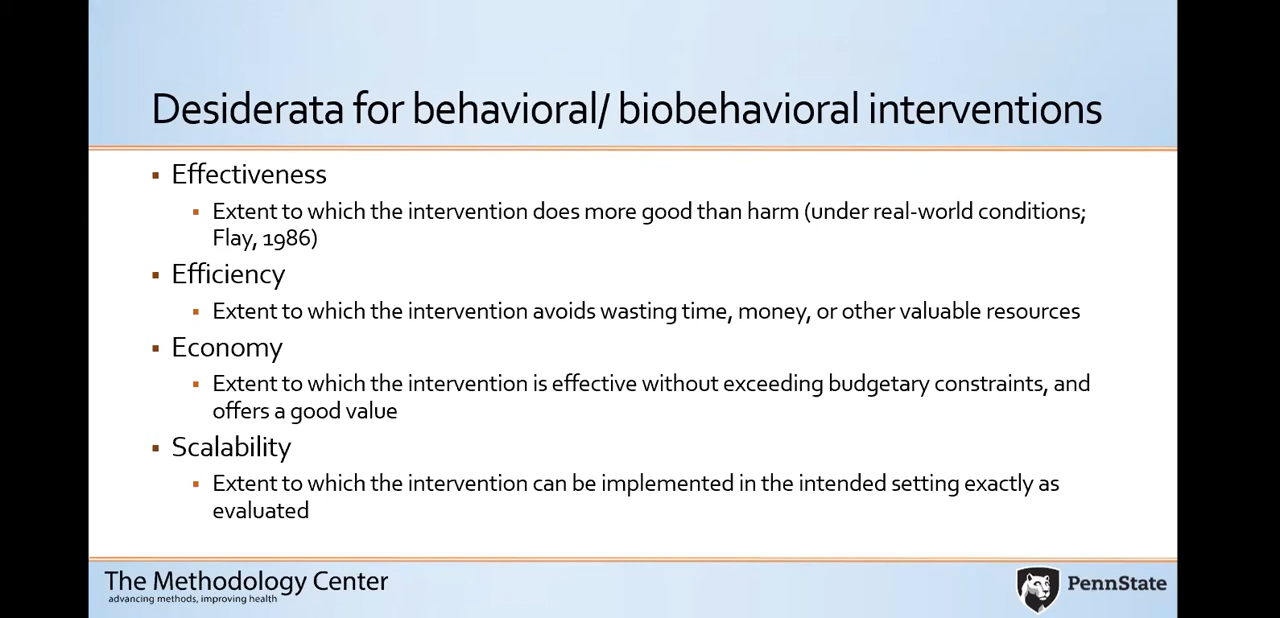 Desiderata for behavioral/ biobehavioral interventions
▪ Effectiveness
▪ Extent to which the intervention does more good than harm (under real-world conditions;
Flay, 1986)
▪ Efficiency
▪ Extent to which the intervention avoids wasting time, money, or other valuable resources
▪ Economy
▪ Extent to which the intervention is effective without exceeding budgetary constraints, and
offers a good value
▪ Scalability
▪ Extent to which the intervention can be implemented in the intended setting exactly as
evaluated
The Methodology Center
advancing methods, improving health
PennState